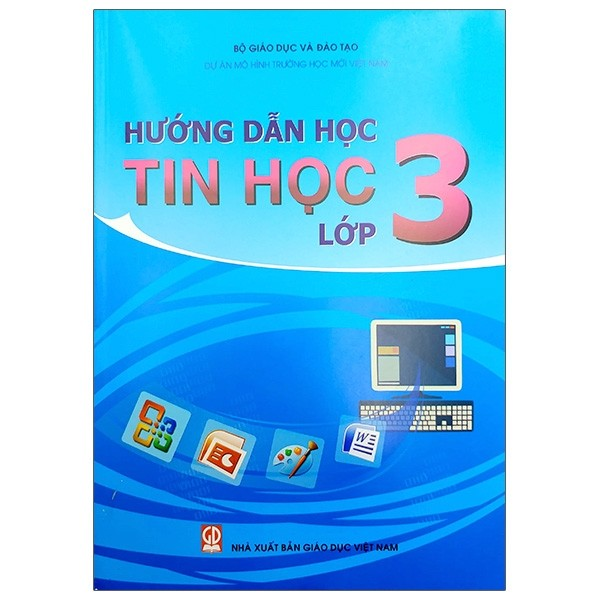 BỘ GIÁO DỤC VÀ ĐÀO TẠO
DỰ ÁN MÔ HÌNH TRƯỜNG HỌC MỚI VIỆT NAM
HƯỚNG DẪN HỌC
TIN HỌC
LỚP 3
W
GD
NHÀ XUẤT BẢN GIÁO DỤC VIỆT NAM